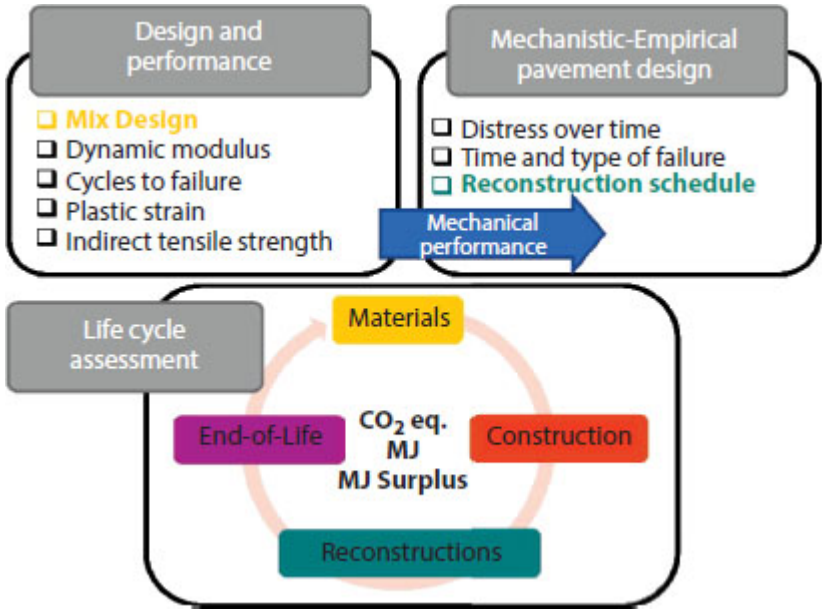 Design and
performance
❑ Mix Design
❑ Dynamic modulus
❑ Cycles to failure
❑ Plastic strain
❑ Indirect tensile strength
Mechanistic-Empirical
pavement design
❑ Distress over time
❑ Time and type of failure
❑ Reconstruction schedule
Mechanical
performance
Life cycle
assessment
Materials
End-of-Life
CO₂ eq.
MJ
MJ Surplus
Construction
Reconstructions